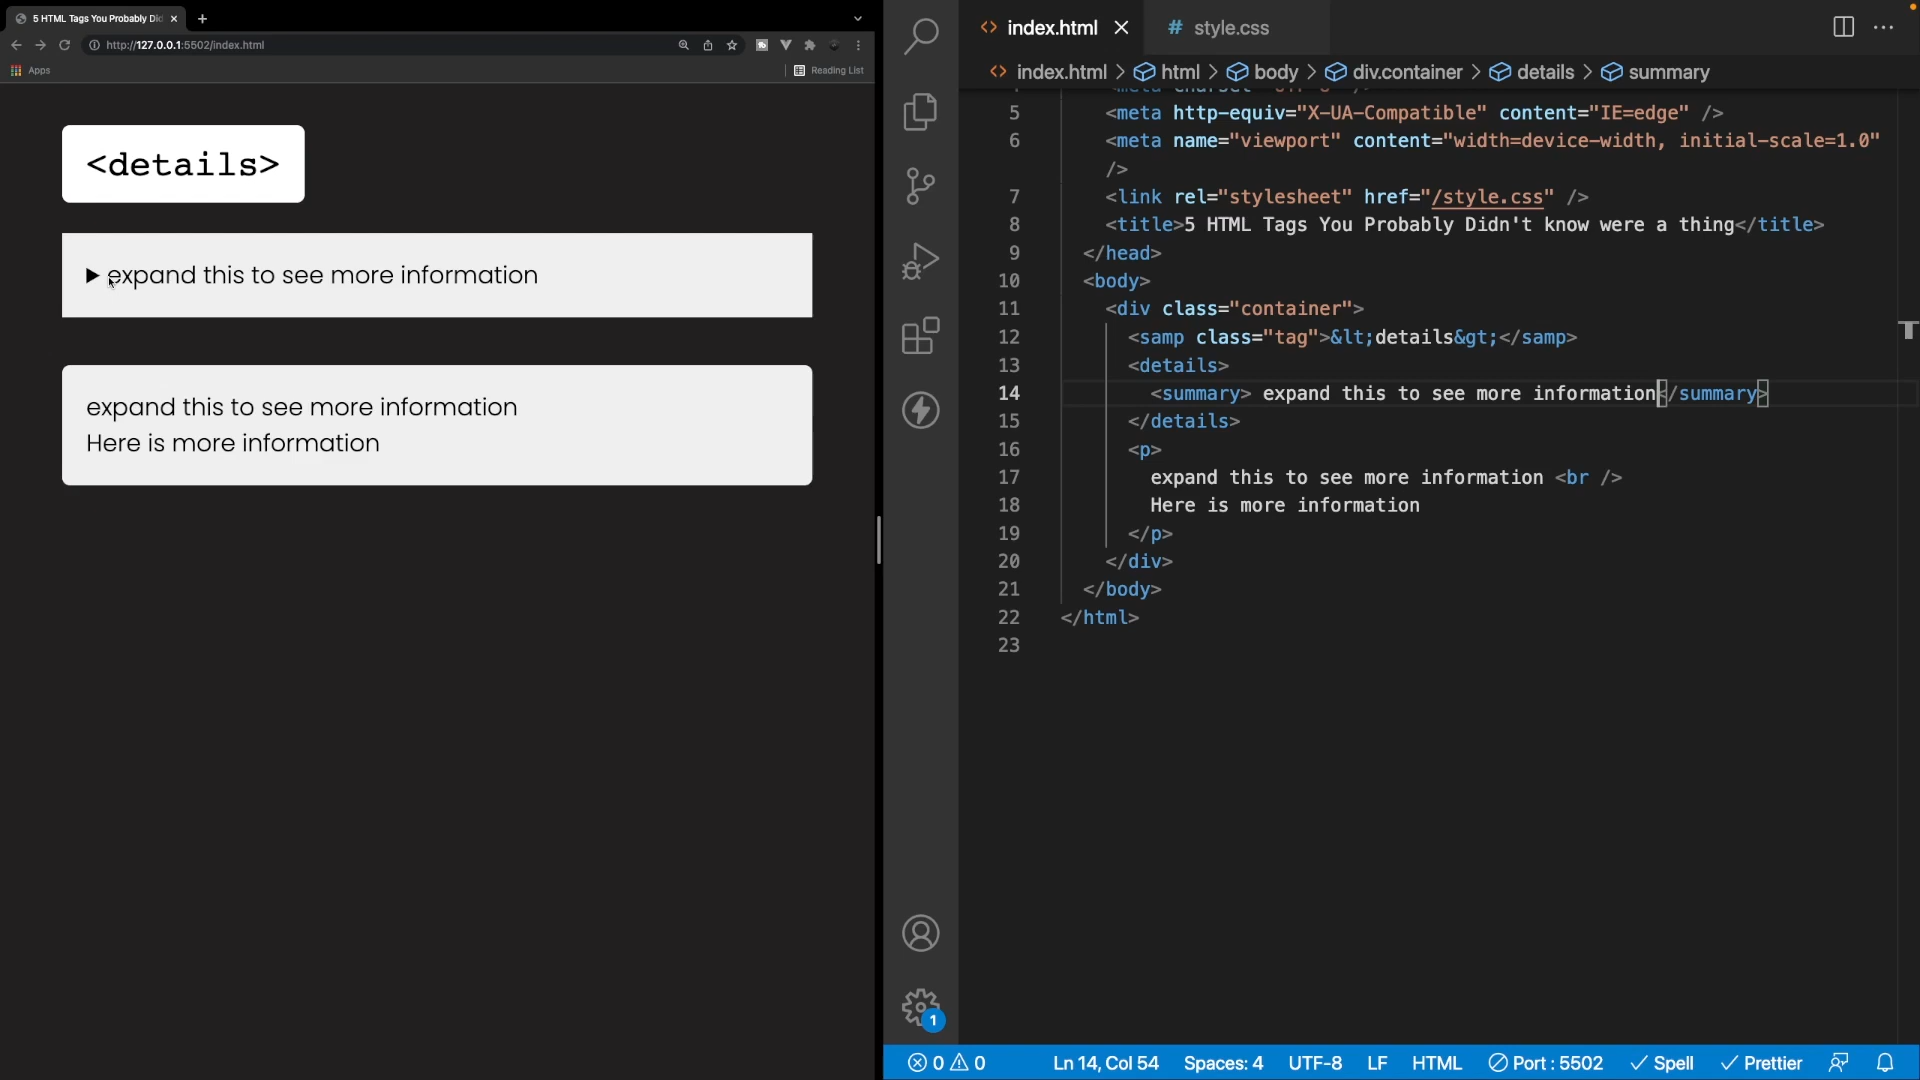 5 HTML Tags You Probably Did
http://127.0.0.1:5502/index.html
Apps
Reading List
<details>
expand this to see more information
expand this to see more information
Here is more information
index.html
# style.css
index.html > html > body > div.container > details > summary
5 <meta http-equiv="X-UA-Compatible" content="IE=edge" />
6 <meta name="viewport" content="width=device-width, initial-scale=1.0"
/>
7 <link rel="stylesheet" href="/style.css" />
8 <title>5 HTML Tags You Probably Didn't know were a thing</title>
9 </head>
10 <body>
11 <div class="container">
12 <samp class="tag">&lt;details&gt;</samp>
13 <details>
14 <summary> expand this to see more information</summary>
15 </details>
16 <p>
17 expand this to see more information <br />
18 Here is more information
19 </p>
20 </div>
21 </body>
22 </html>
23
1
0 0 Ln 14, Col 54 Spaces: 4 UTF-8 LF HTML Port : 5502 Spell Prettier